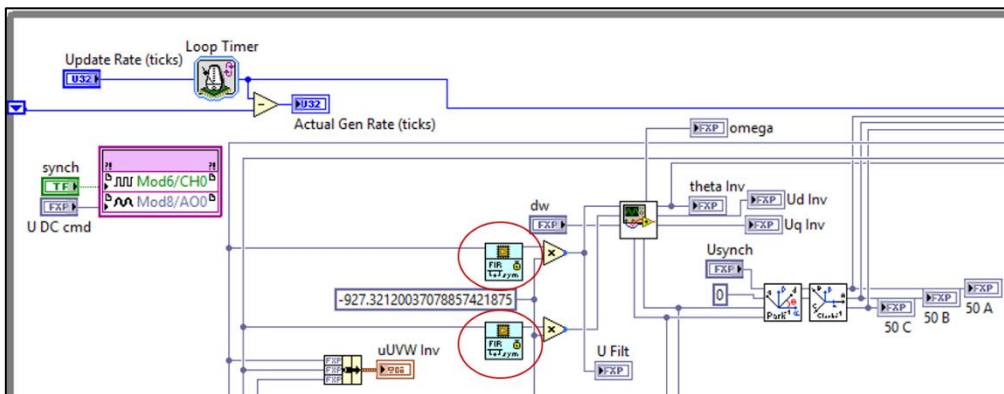 Loop Timer
Update Rate (ticks)
U32
U32
Actual Gen Rate (ticks)
FXP
omega
synch
TF
Mod6/CH0
FXP
Mod8/AO0
U DC cmd
dw
FXP
theta Inv
FXP
FXP
Ud Inv
FXP
Uq Inv
FIR
sym
Usynch
FXP
-927.32120037078857421875
0
Park-1
Clarke-1
FXP
50 A
FXP
50 B
FXP
50 C
FIR
sym
uUVW Inv
FXP
FXP
FXP
U Filt
FXP